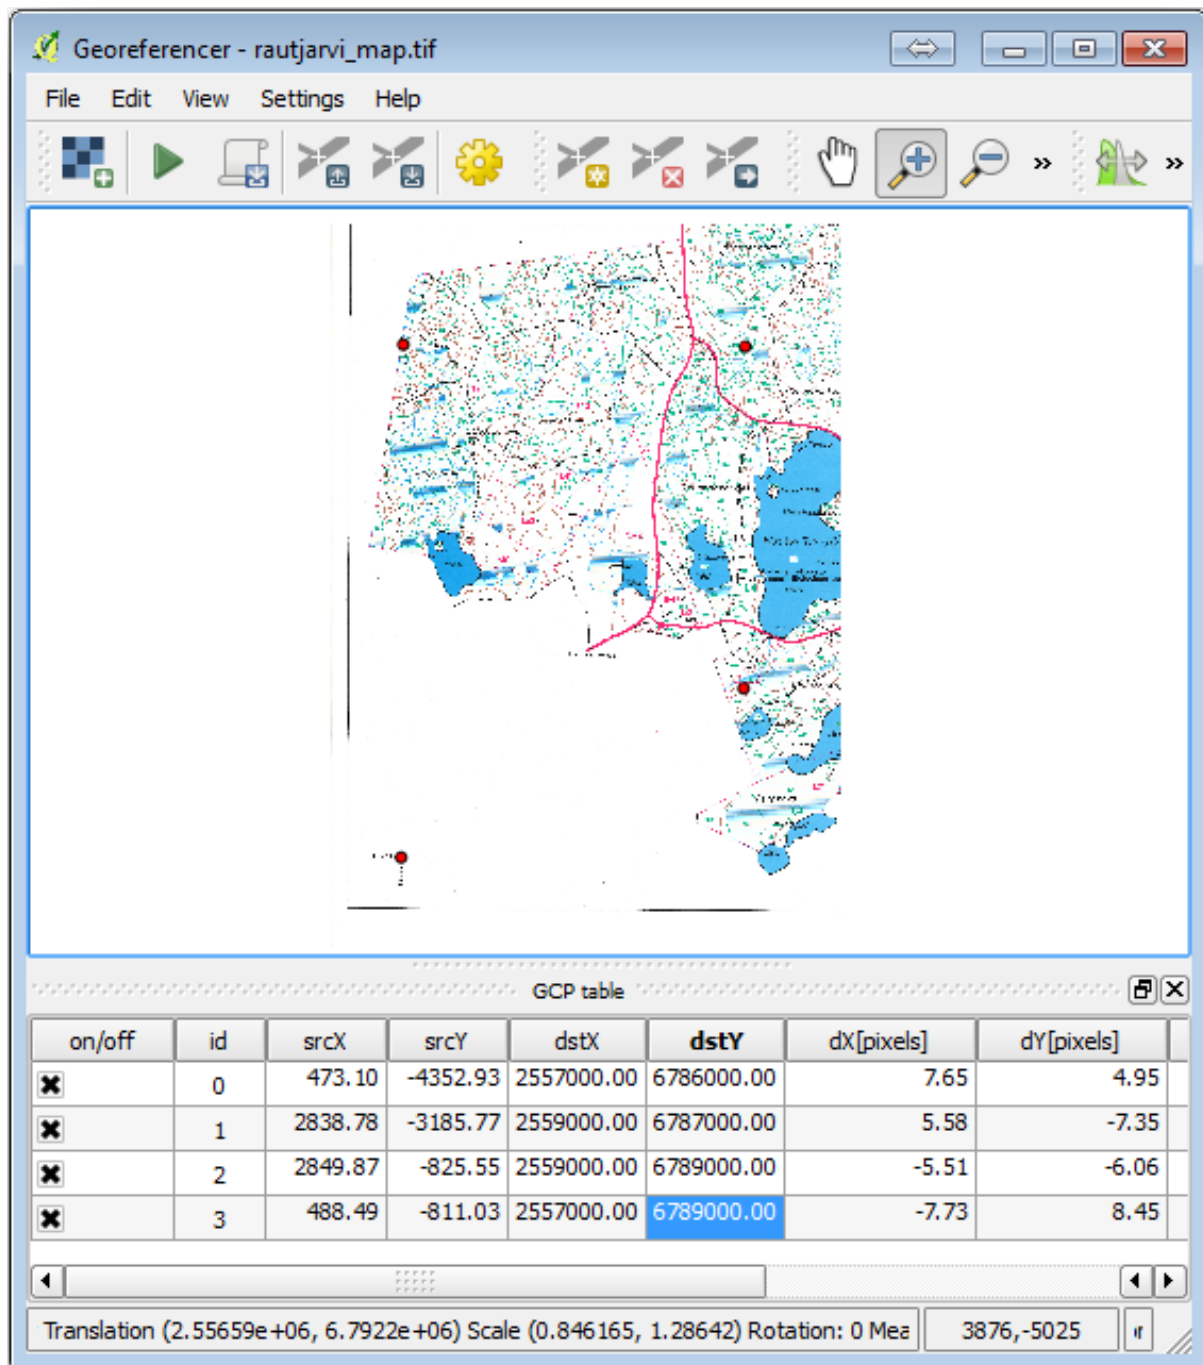 Georeferencer - rautjarvi_map.tif
File Edit View Settings Help
GCP table
on/off id srcX srcY dstX dstY dX[pixels] dY[pixels]
0 473.10 -4352.93 2557000.00 6786000.00 7.65 4.95
1 2838.78 -3185.77 2559000.00 6787000.00 5.58 -7.35
2 2849.87 -825.55 2559000.00 6789000.00 -5.51 -6.06
3 488.49 -811.03 2557000.00 6789000.00 -7.73 8.45
Translation (2.55659e+06, 6.7922e+06) Scale (0.846165, 1.28642) Rotation: 0 Mea 3876,-5025